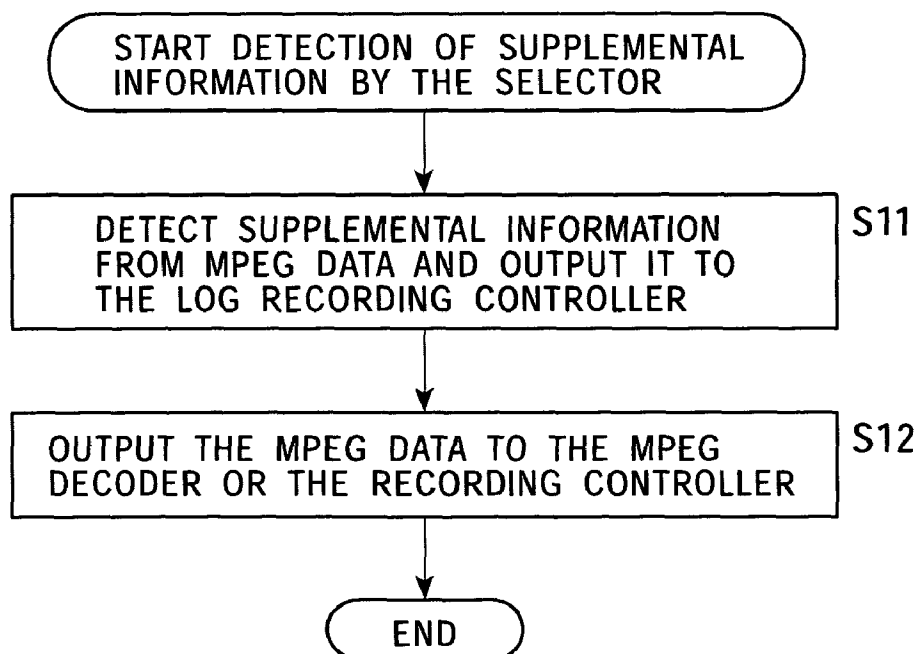 START DETECTION OF SUPPLEMENTAL
INFORMATION BY THE SELECTOR
DETECT SUPPLEMENTAL INFORMATION
FROM MPEG DATA AND OUTPUT IT TO
THE LOG RECORDING CONTROLLER
S11
OUTPUT THE MPEG DATA TO THE MPEG
DECODER OR THE RECORDING CONTROLLER
S12
END